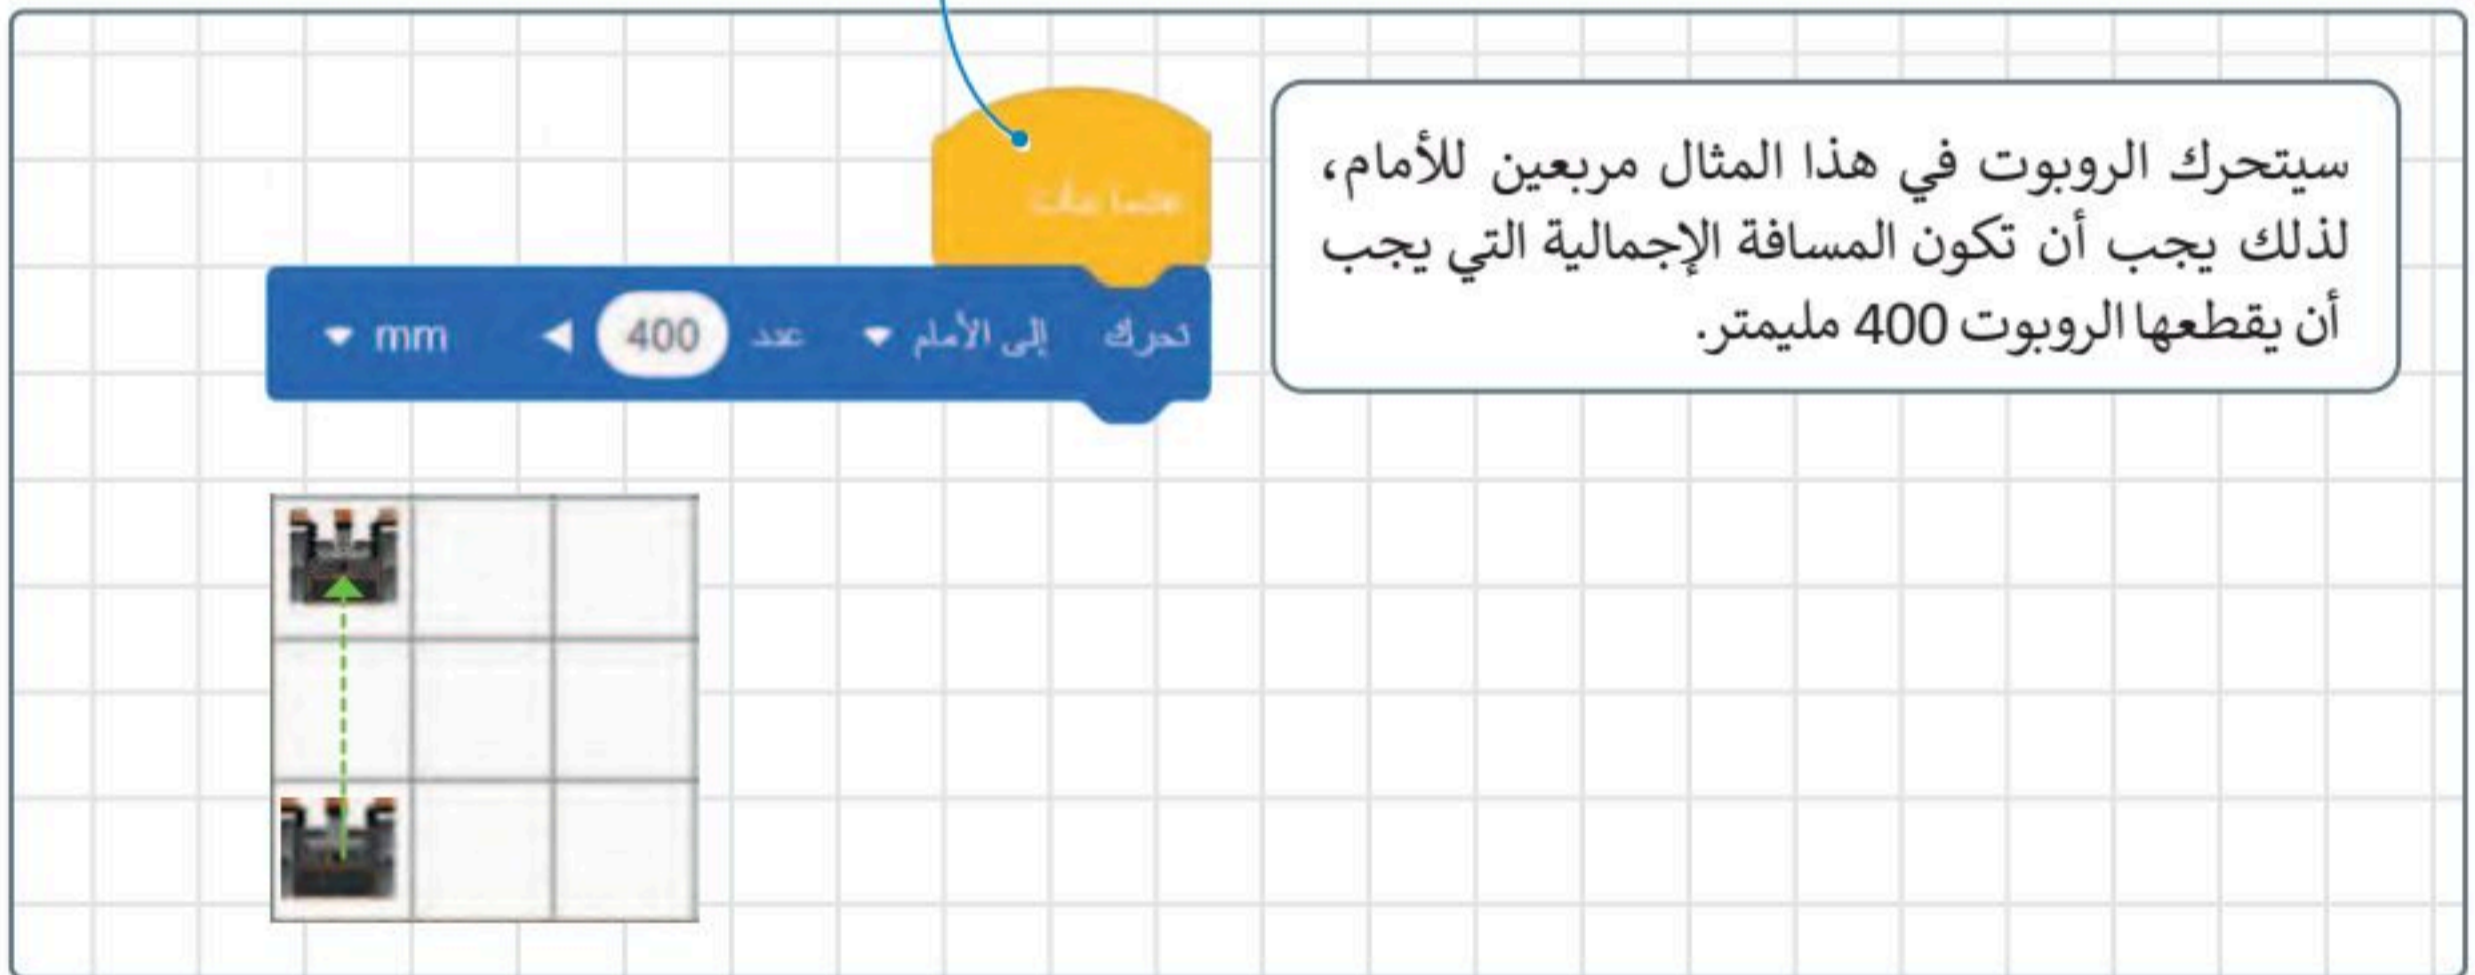 سيتحرك الروبوت في هذا المثال مربعين للأمام،
لذلك يجب أن تكون المسافة الإجمالية التي يجب
أن يقطعها الروبوت 400 مليمتر.
تحرك إلى الأمام عدد 400 mm